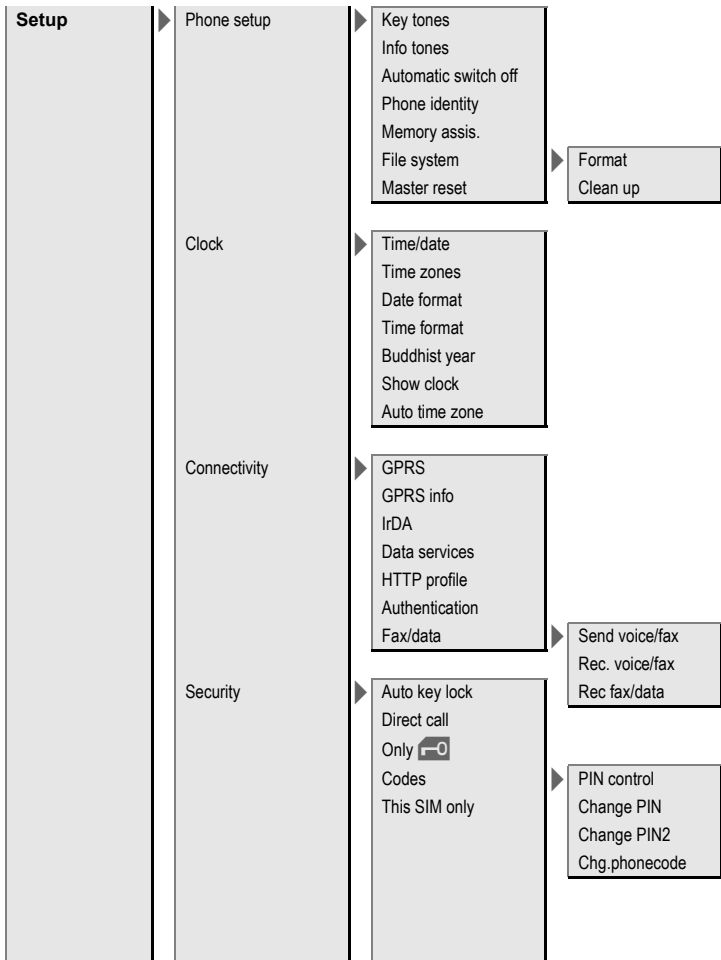 Setup
Phone setup
Key tones
Info tones
Automatic switch off
Phone identity
Memory assis.
File system
Format
Master reset
Clean up
Clock
Time/date
Time zones
Date format
Time format
Buddhist year
Show clock
Auto time zone
Connectivity
GPRS
GPRS info
IrDA
Data services
HTTP profile
Authentication
Fax/data
Send voice/fax
Rec. voice/fax
Rec fax/data
Security
Auto key lock
Direct call
Only
Codes
PIN control
This SIM only
Change PIN
Change PIN2
Chg.phonecode